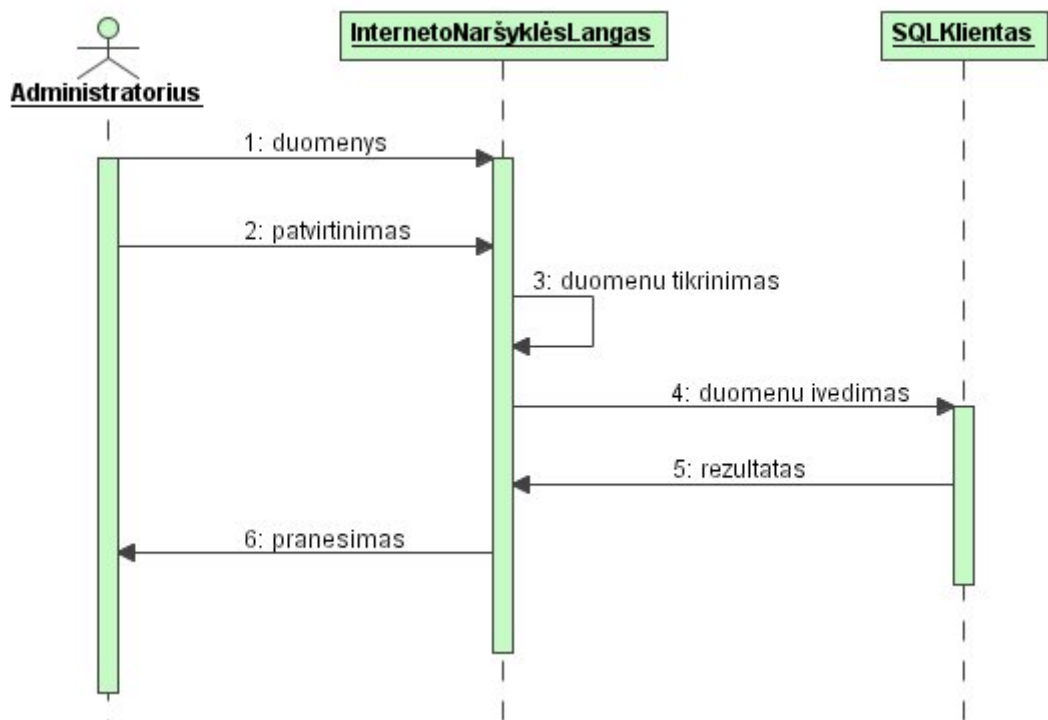 InternetoNaršyklėsLangas
SQLKlientas
Administratorius
1: duomenys
2: patvirtinimas
3: duomenu tikrinimas
4: duomenu ivedimas
5: rezultatas
6: pranesimas